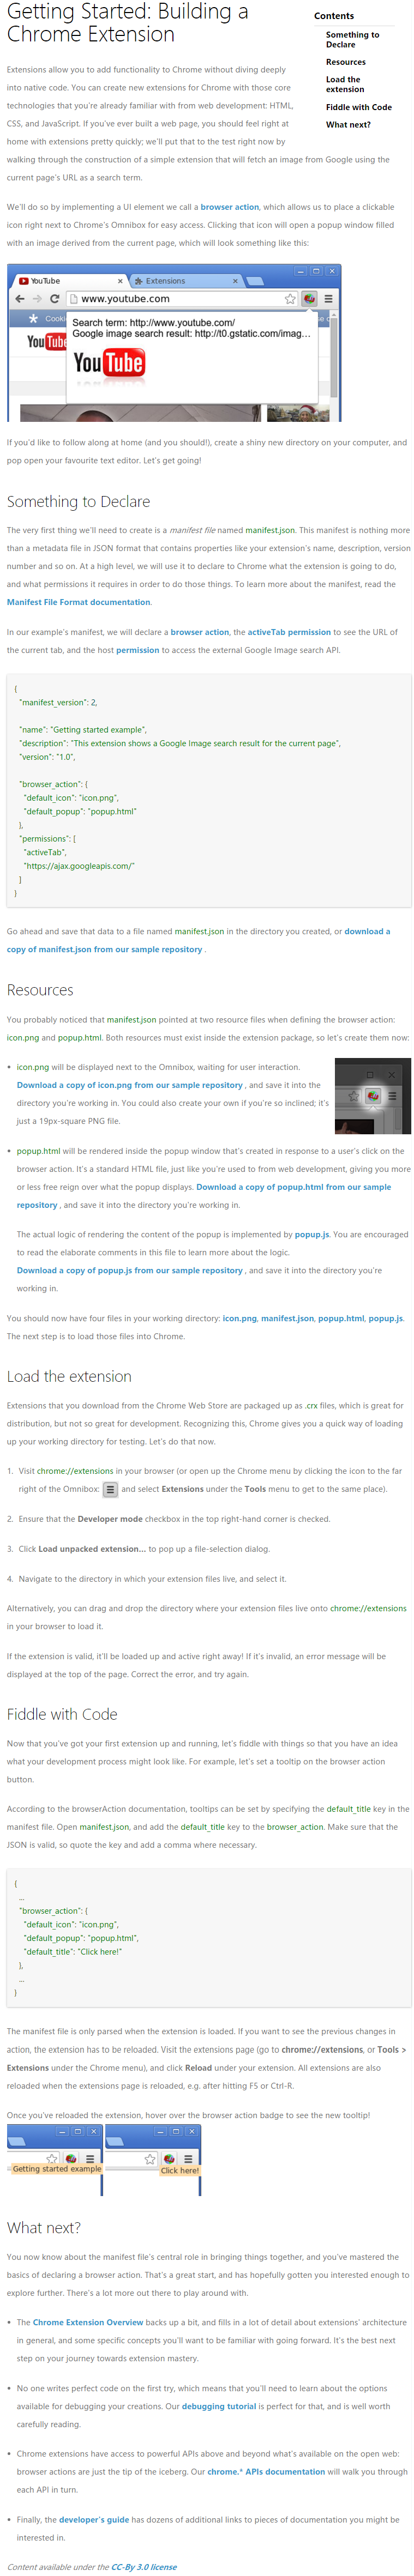 Getting Started: Building a
Chrome Extension
Contents
Something to
Declare
Resources
Load the
extension
Fiddle with Code
What next?
Extensions allow you to add functionality to Chrome without diving deeply
into native code. You can create new extensions for Chrome with those core
technologies that you're already familiar with from web development: HTML,
CSS, and JavaScript. If you've ever built a web page, you should feel right at
home with extensions pretty quickly; we'll put that to the test right now by
walking through the construction of a simple extension that will fetch an image from Google using the
current page's URL as a search term.
We'll do so by implementing a UI element we call a browser action, which allows us to place a clickable
icon right next to Chrome's Omnibox for easy access. Clicking that icon will open a popup window filled
with an image derived from the current page, which will look something like this:
YouTube
Extensions
www.youtube.com
Cooki
Search term: http://www.youtube.com/
Google image search result: http://t0.gstatic.com/imag...
YouTube
If you'd like to follow along at home (and you should!), create a shiny new directory on your computer, and
pop open your favourite text editor. Let's get going!
Something to Declare
The very first thing we'll need to create is a manifest file named manifest.json. This manifest is nothing more
than a metadata file in JSON format that contains properties like your extension's name, description, version
number and so on. At a high level, we will use it to declare to Chrome what the extension is going to do,
and what permissions it requires in order to do those things. To learn more about the manifest, read the
Manifest File Format documentation.
In our example's manifest, we will declare a browser action, the activeTab permission to see the URL of
the current tab, and the host permission to access the external Google Image search API.
{
"manifest_version": 2,
"name": "Getting started example",
"description": "This extension shows a Google Image search result for the current page",
"version": "1.0",
"browser_action": {
"default_icon": "icon.png",
"default_popup": "popup.html"
},
"permissions": [
"activeTab",
"https://ajax.googleapis.com/"
]
}
Go ahead and save that data to a file named manifest.json in the directory you created, or download a
copy of manifest.json from our sample repository .
Resources
You probably noticed that manifest.json pointed at two resource files when defining the browser action:
icon.png and popup.html. Both resources must exist inside the extension package, so let's create them now:
• icon.png will be displayed next to the Omnibox, waiting for user interaction.
Download a copy of icon.png from our sample repository , and save it into the
directory you're working in. You could also create your own if you're so inclined; it's
just a 19px-square PNG file.
• popup.html will be rendered inside the popup window that's created in response to a user's click on the
browser action. It's a standard HTML file, just like you're used to from web development, giving you more
or less free reign over what the popup displays. Download a copy of popup.html from our sample
repository , and save it into the directory you're working in.
The actual logic of rendering the content of the popup is implemented by popup.js. You are encouraged
to read the elaborate comments in this file to learn more about the logic.
Download a copy of popup.js from our sample repository , and save it into the directory you're
working in.
You should now have four files in your working directory: icon.png, manifest.json, popup.html, popup.js.
The next step is to load those files into Chrome.
Load the extension
Extensions that you download from the Chrome Web Store are packaged up as .crx files, which is great for
distribution, but not so great for development. Recognizing this, Chrome gives you a quick way of loading
up your working directory for testing. Let's do that now.
1. Visit chrome://extensions in your browser (or open up the Chrome menu by clicking the icon to the far
right of the Omnibox: and select Extensions under the Tools menu to get to the same place).
2. Ensure that the Developer mode checkbox in the top right-hand corner is checked.
3. Click Load unpacked extension... to pop up a file-selection dialog.
4. Navigate to the directory in which your extension files live, and select it.
Alternatively, you can drag and drop the directory where your extension files live onto chrome://extensions
in your browser to load it.
If the extension is valid, it'll be loaded up and active right away! If it's invalid, an error message will be
displayed at the top of the page. Correct the error, and try again.
Fiddle with Code
Now that you've got your first extension up and running, let's fiddle with things so that you have an idea
what your development process might look like. For example, let's set a tooltip on the browser action
button.
According to the browserAction documentation, tooltips can be set by specifying the default_title key in the
manifest file. Open manifest.json, and add the default_title key to the browser_action. Make sure that the
JSON is valid, so quote the key and add a comma where necessary.
{
...
"browser_action": {
"default_icon": "icon.png",
"default_popup": "popup.html",
"default_title": "Click here!"
},
...
}
The manifest file is only parsed when the extension is loaded. If you want to see the previous changes in
action, the extension has to be reloaded. Visit the extensions page (go to chrome://extensions, or Tools >
Extensions under the Chrome menu), and click Reload under your extension. All extensions are also
reloaded when the extensions page is reloaded, e.g. after hitting F5 or Ctrl-R.
Once you've reloaded the extension, hover over the browser action badge to see the new tooltip!
Getting started example
Click here!
What next?
You now know about the manifest file's central role in bringing things together, and you've mastered the
basics of declaring a browser action. That's a great start, and has hopefully gotten you interested enough to
explore further. There's a lot more out there to play around with.
• The Chrome Extension Overview backs up a bit, and fills in a lot of detail about extensions' architecture
in general, and some specific concepts you'll want to be familiar with going forward. It's the best next
step on your journey towards extension mastery.
• No one writes perfect code on the first try, which means that you'll need to learn about the options
available for debugging your creations. Our debugging tutorial is perfect for that, and is well worth
carefully reading.
• Chrome extensions have access to powerful APIs above and beyond what's available on the open web:
browser actions are just the tip of the iceberg. Our chrome.* APIs documentation will walk you through
each API in turn.
• Finally, the developer's guide has dozens of additional links to pieces of documentation you might be
interested in.
Content available under the CC-By 3.0 license